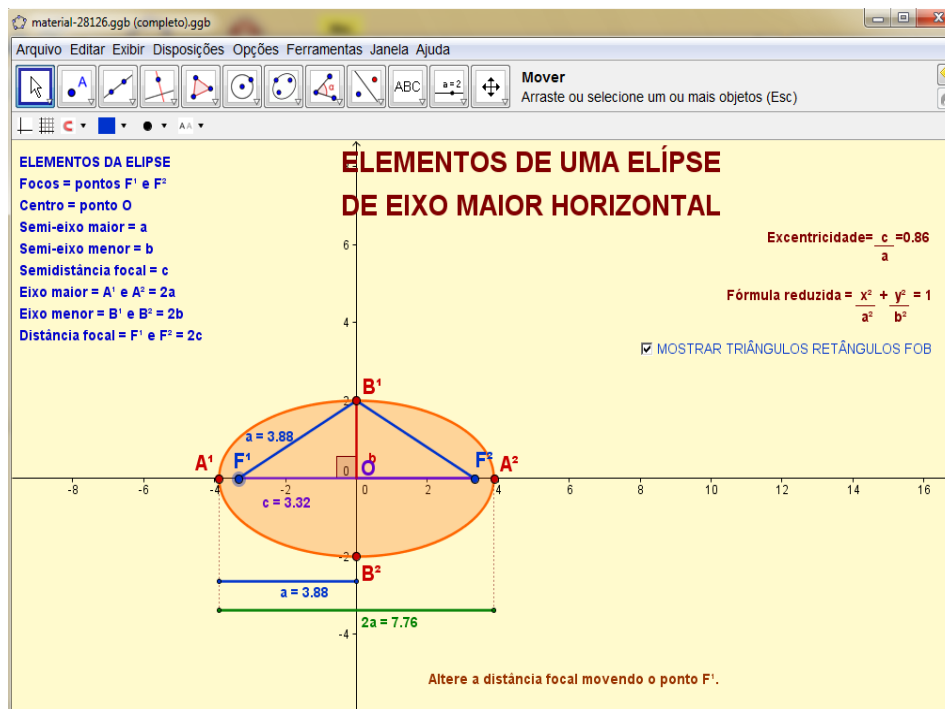 material-28126.ggb (completo).ggb
Arquivo Editar Exibir Disposições Opções Ferramentas Janela Ajuda
A
α
ABC
a=2
Mover
Arraste ou selecione um ou mais objetos (Esc)
AA
ELEMENTOS DE UMA ELÍPSE
DE EIXO MAIOR HORIZONTAL
ELEMENTOS DA ELIPSE
Focos = pontos F¹ e F²
Centro = ponto O
Semi-eixo maior = a
Semi-eixo menor = b
Semidistância focal = c
Eixo maior = A¹ e A² = 2a
Eixo menor = B¹ e B² = 2b
Distância focal = F¹ e F² = 2c
Excentricidade= c/a =0.86
Fórmula reduzida = x²/a² + y²/b² = 1
MOSTRAR TRIÂNGULOS RETÂNGULOS FOB
6
4
2
B¹
a = 3.88
A¹ F¹ O b F² A²
0
-8 -6 -4 -2 0 2 4 6 8 10 12 14 16
c = 3.32
-2
B²
a = 3.88
2a = 7.76
-4
Altere a distância focal movendo o ponto F¹.